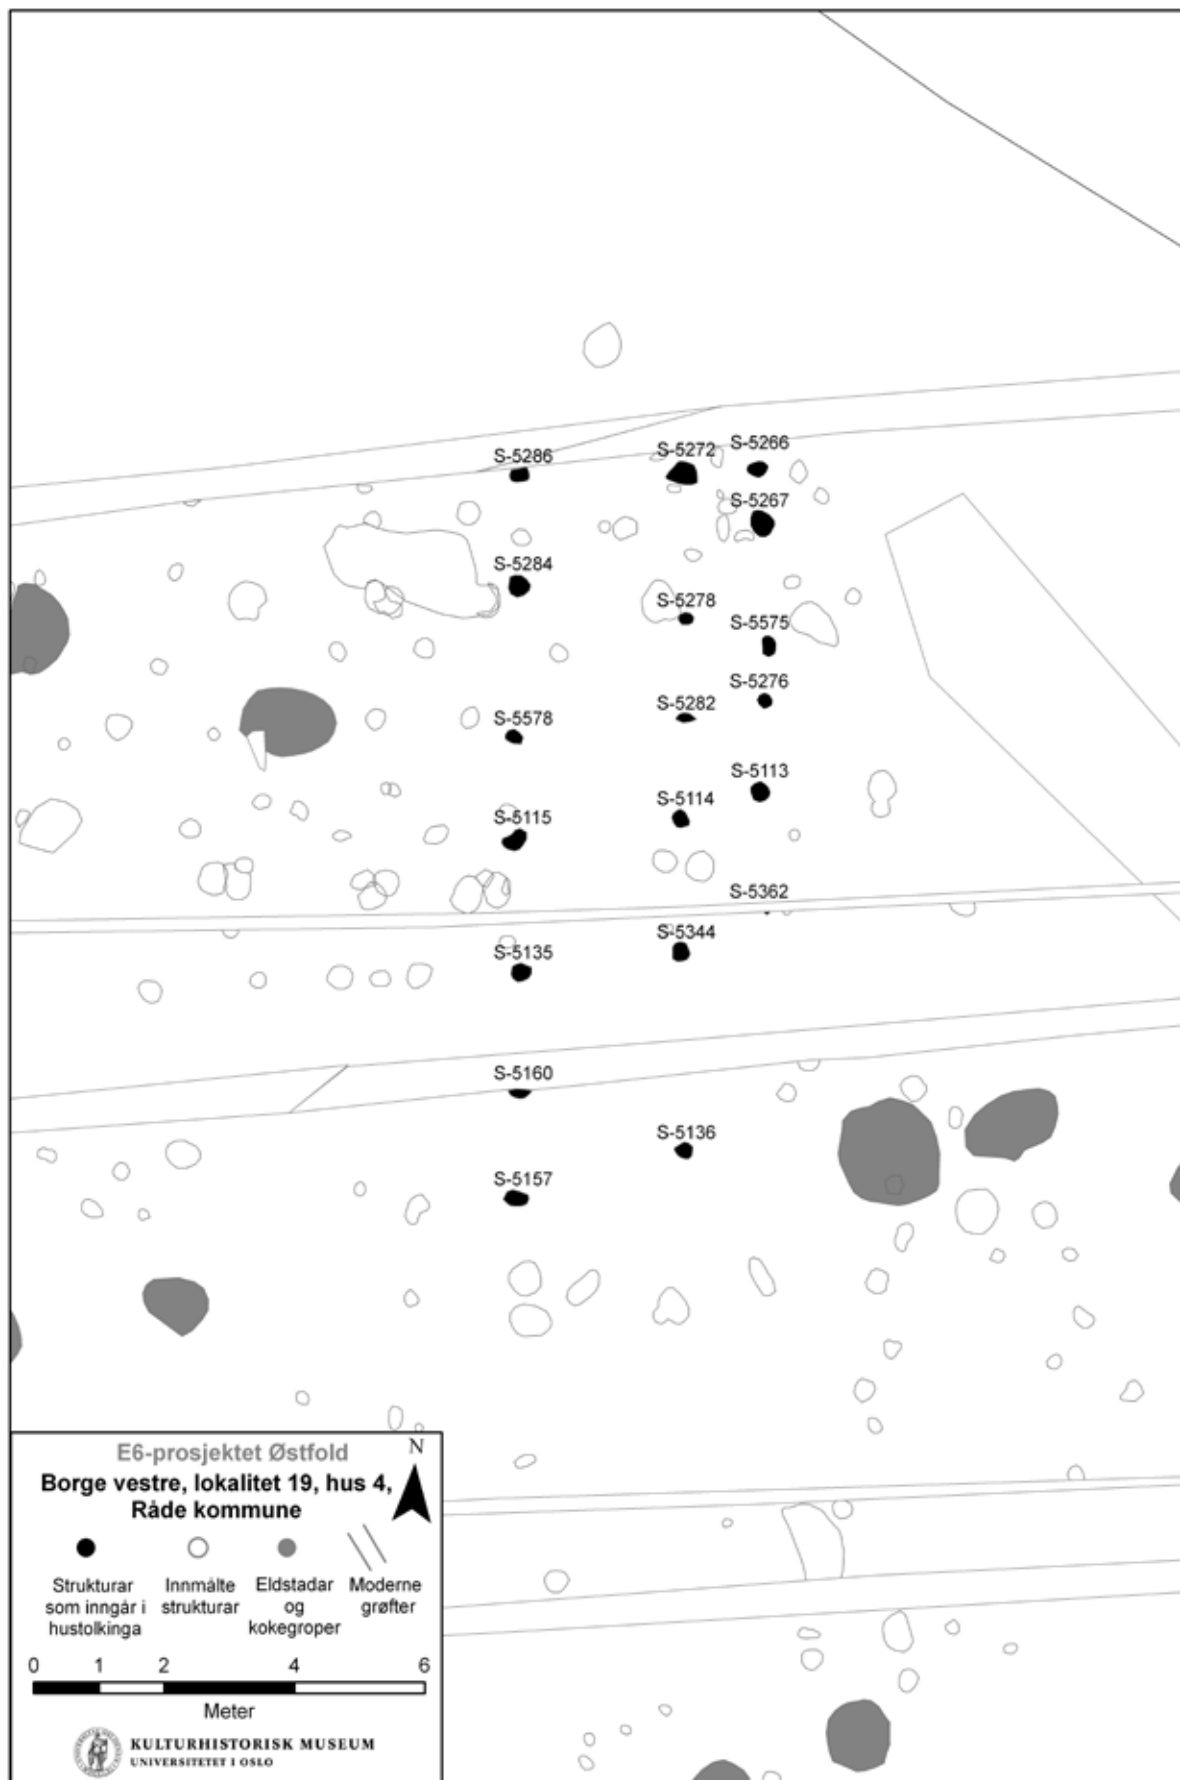 S-5286
S-5272
S-5266
S-5267
S-5284
S-5278
S-5575
S-5276
S-5282
S-5578
S-5113
S-5114
S-5115
S-5362
S-5344
S-5135
S-5160
S-5136
S-5157
E6-prosjektet Østfold
N
Borge vestre, lokalitet 19, hus 4,
Råde kommune
Strukturar
som inngår i
hustolkinga
Innmålte
strukturar
Eldstadar
og
kokegroper
Moderne
grøfter
0 1 2 4 6
Meter
KULTURHISTORISK MUSEUM
UNIVERSITETET I OSLO